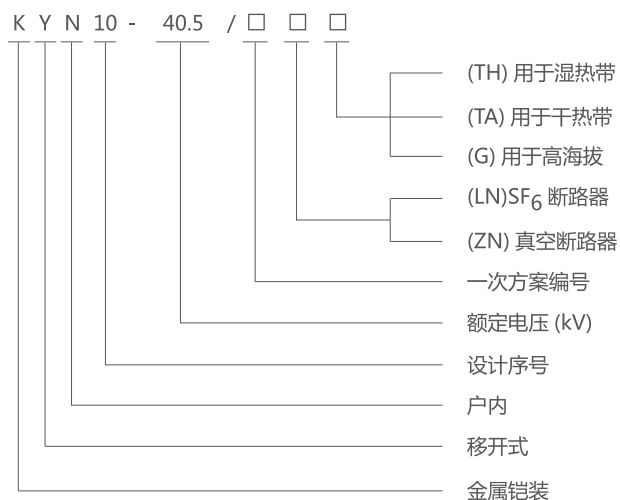 KYN10-40.5/□□□
(TH) 用于湿热带
(TA) 用于干热带
(G) 用于高海拔
(LN)SF6 断路器
(ZN) 真空断路器
一次方案编号
额定电压 (kV)
设计序号
户内
移开式
金属铠装